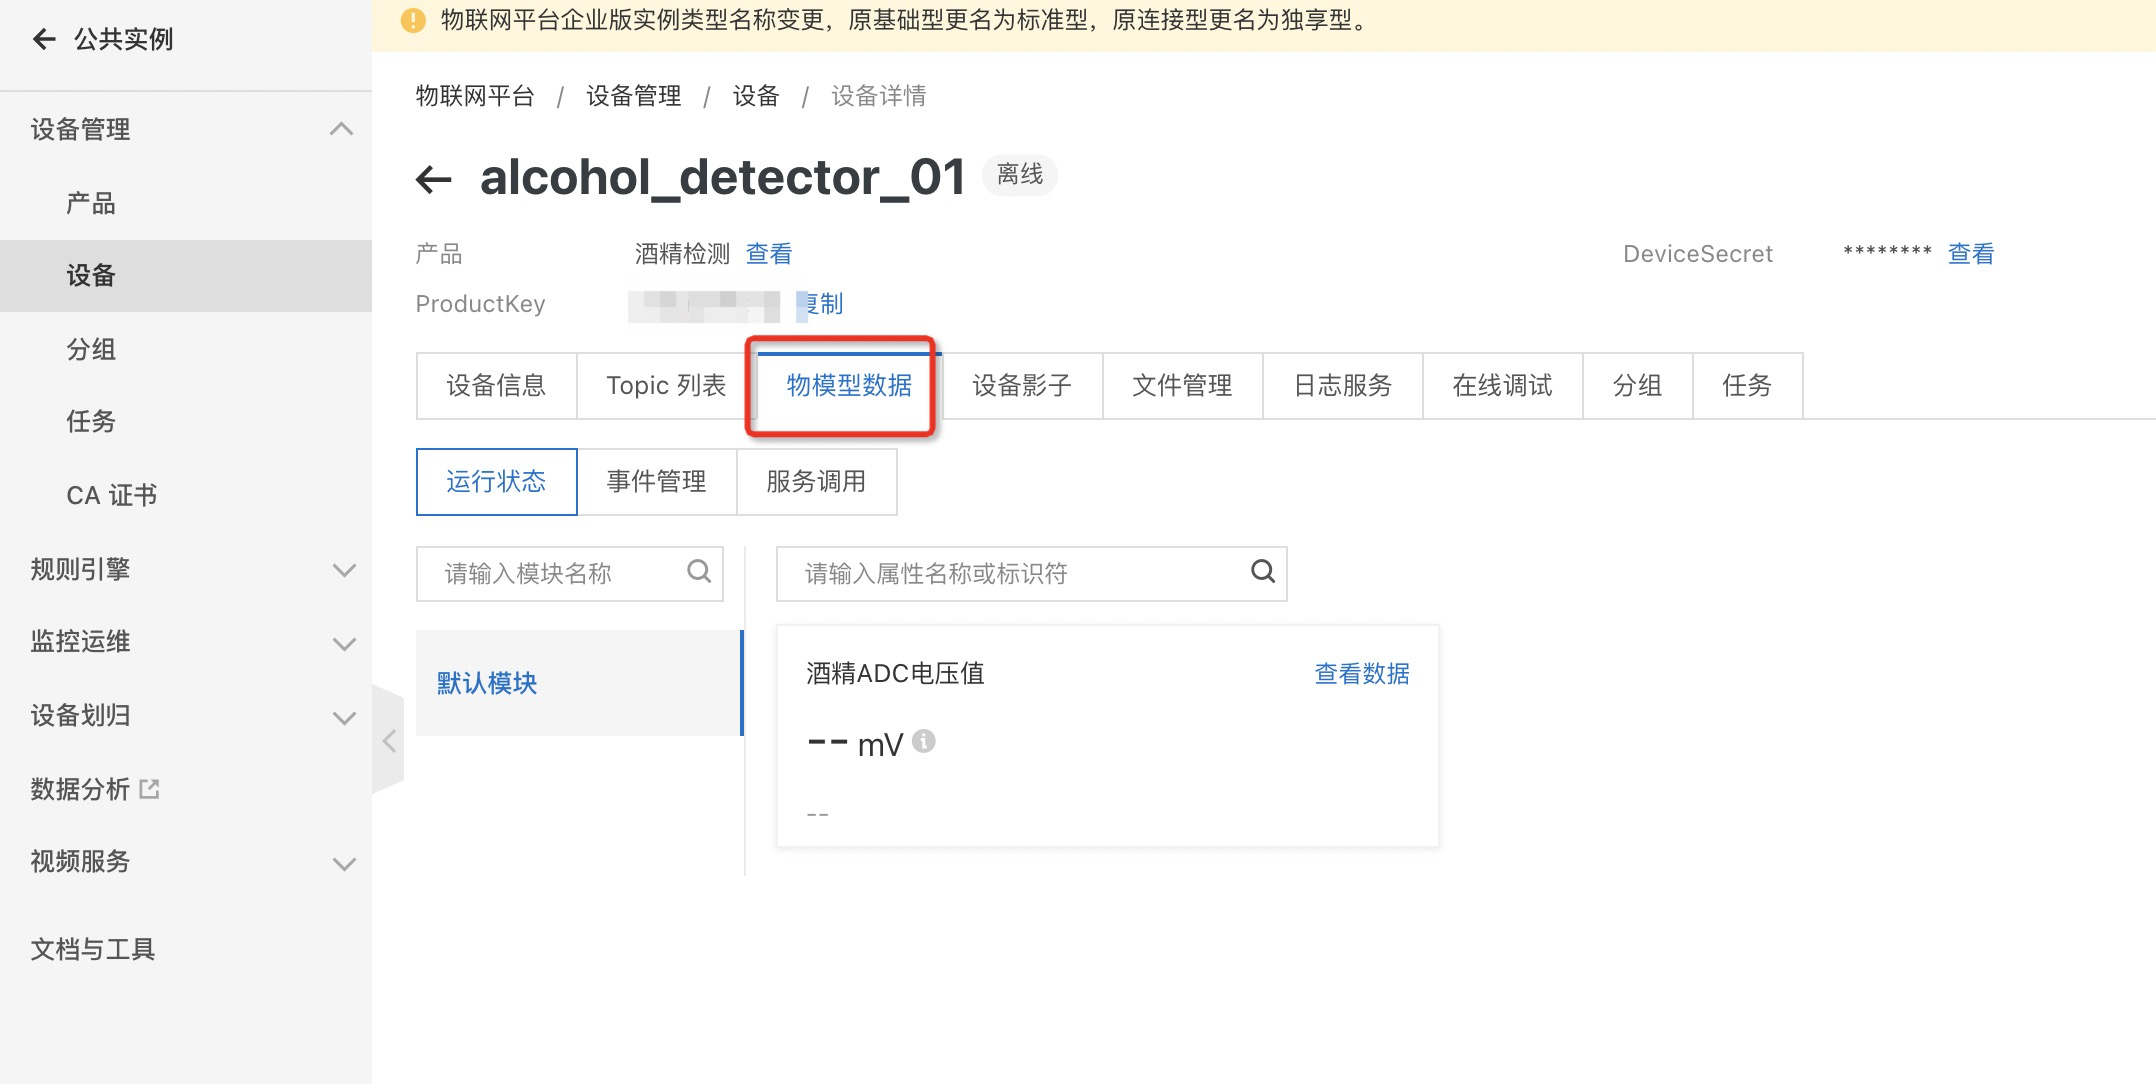 公共实例
设备管理
产品
设备
分组
任务
CA 证书
规则引擎
监控运维
设备划归
数据分析
视频服务
文档与工具
物联网平台企业版实例类型名称变更，原基础型更名为标准型，原连接型更名为独享型。
物联网平台 / 设备管理 / 设备 / 设备详情
alcohol_detector_01 离线
产品 酒精检测 查看 DeviceSecret ******** 查看
ProductKey 复制
设备信息 Topic 列表 物模型数据 设备影子 文件管理 日志服务 在线调试 分组 任务
运行状态 事件管理 服务调用
请输入模块名称 请输入属性名称或标识符
默认模块
酒精ADC电压值 查看数据
-- mV
--